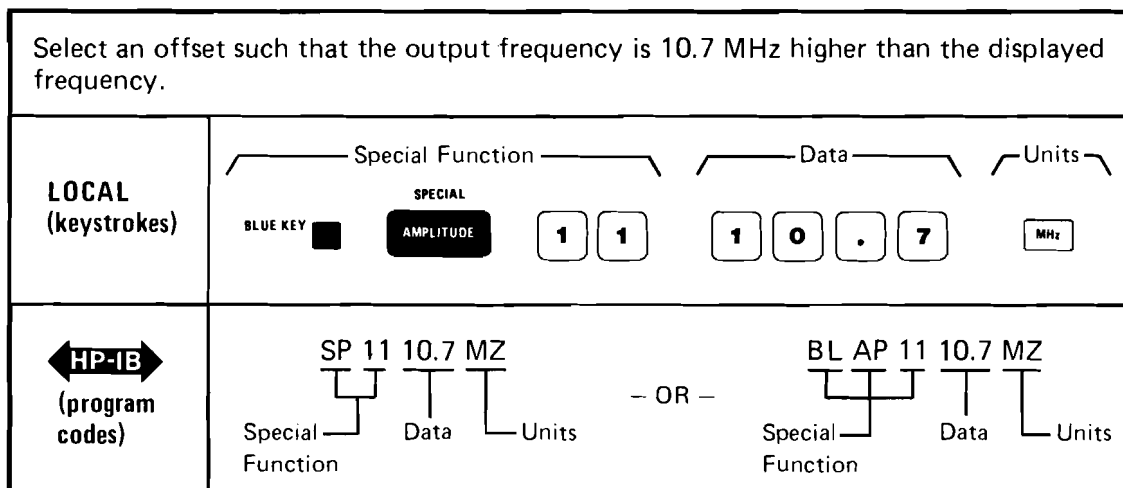 Select an offset such that the output frequency is 10.7 MHz higher than the displayed
frequency.
LOCAL
(keystrokes)
Special Function
Data
Units
BLUE KEY
SPECIAL
AMPLITUDE
1 1
1 0 . 7
MHz
HP-IB
(program
codes)
SP 11 10.7 MZ
Special
Function
Data
Units
– OR –
BL AP 11 10.7 MZ
Special
Function
Data
Units